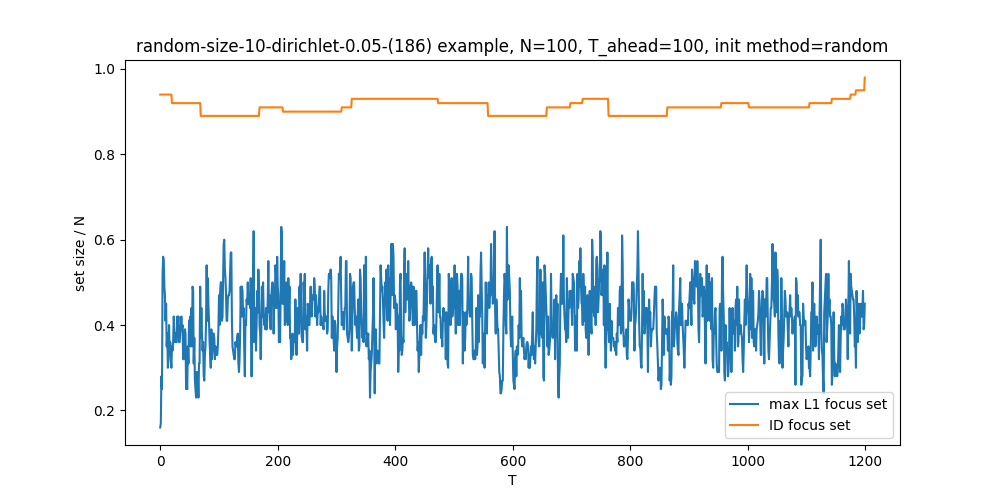 random-size-10-dirichlet-0.05-(186) example, N=100, T_ahead=100, init method=random
1.0
0.8
0.6
0.4
0.2
set size / N
0
200
400
600
800
1000
1200
T
max L1 focus set
ID focus set